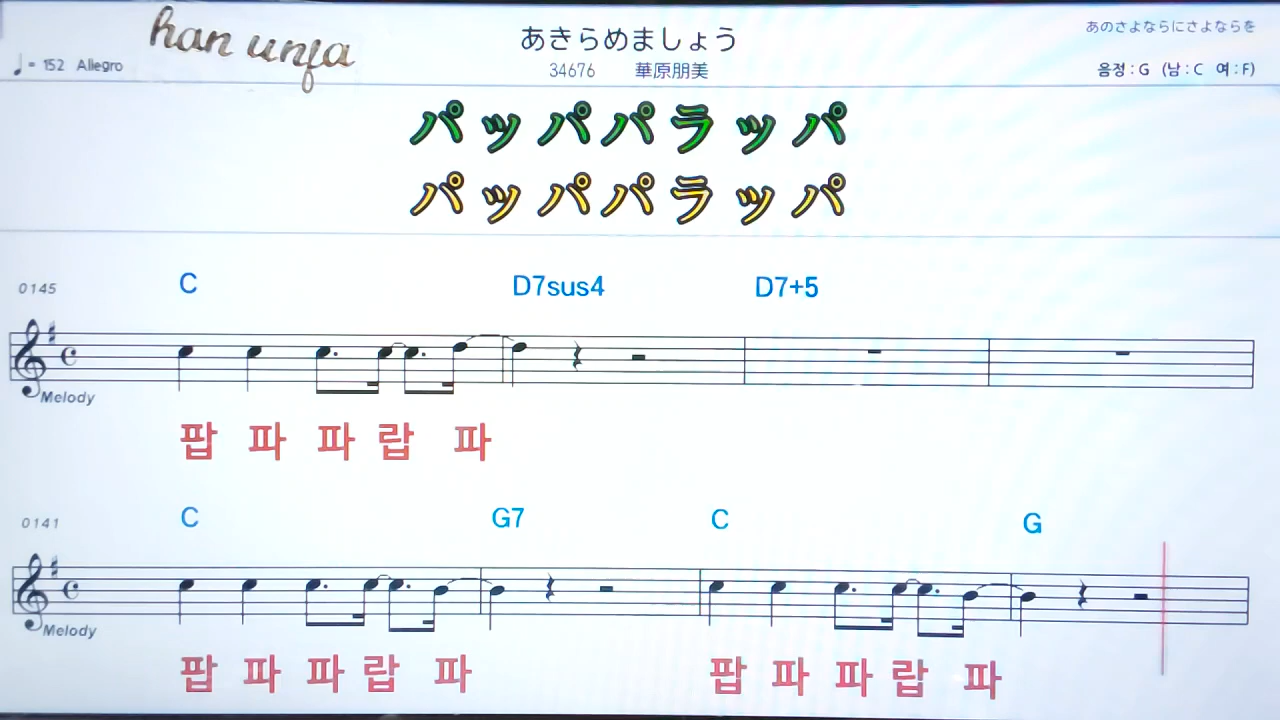 han unfa
あきらめましょう
あのさよならにさよならを
♩= 152 Allegro
34676 華原朋美
음정 : G (남 : C 여 : F)
パッパパラッパ
パッパパラッパ
0145 C D7sus4 D7+5
Melody
팝 파 파 랍 파
0141 C G7 C G
Melody
팝 파 파 랍 파 팝 파 파 랍 파